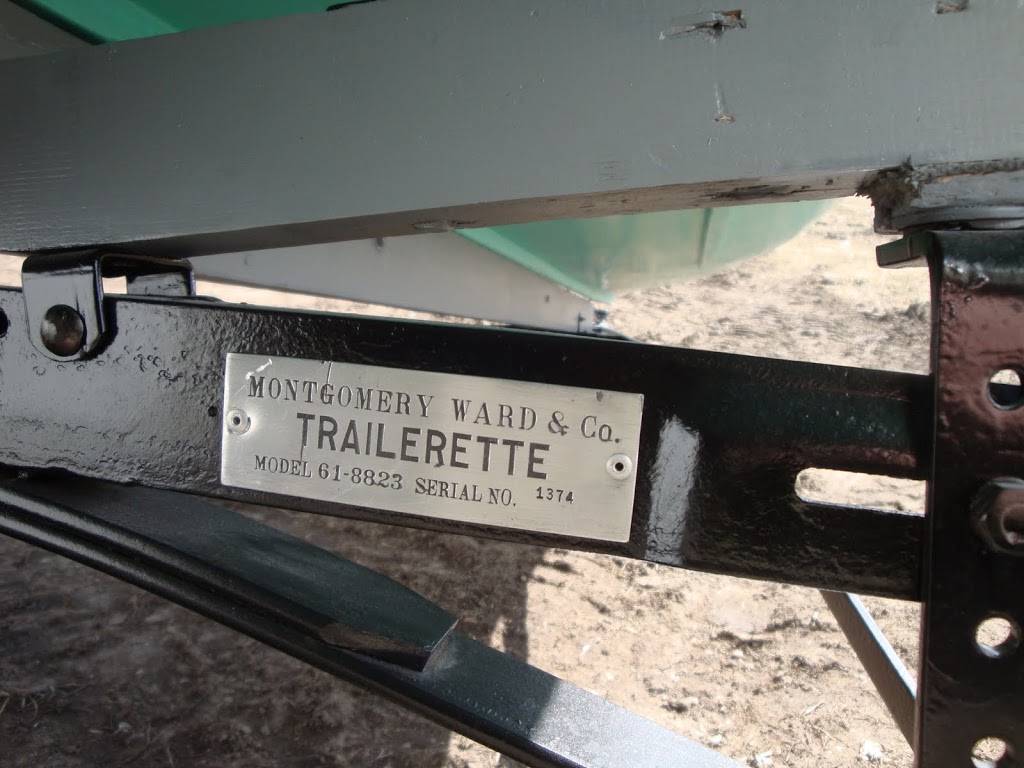 MONTGOMERY WARD & Co.
TRAILERETTE
MODEL 61-8823 SERIAL NO. 1374